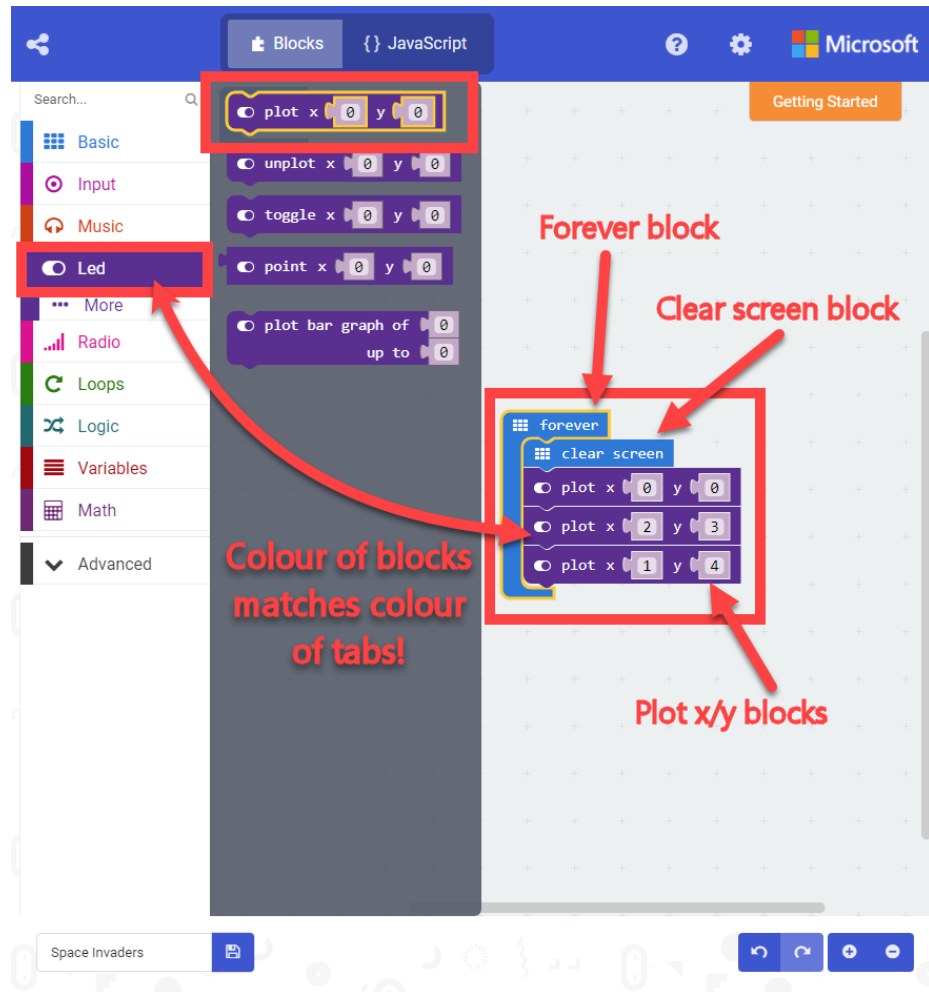 Blocks
{} JavaScript
Microsoft
Search...
Getting Started
Basic
Input
Music
Led
More
Radio
Loops
Logic
Variables
Math
Advanced
plot x 0 y 0
unplot x 0 y 0
toggle x 0 y 0
point x 0 y 0
plot bar graph of 0
up to 0
Forever block
Clear screen block
forever
clear screen
plot x 0 y 0
plot x 2 y 3
plot x 1 y 4
Colour of blocks
matches colour
of tabs!
Plot x/y blocks
Space Invaders